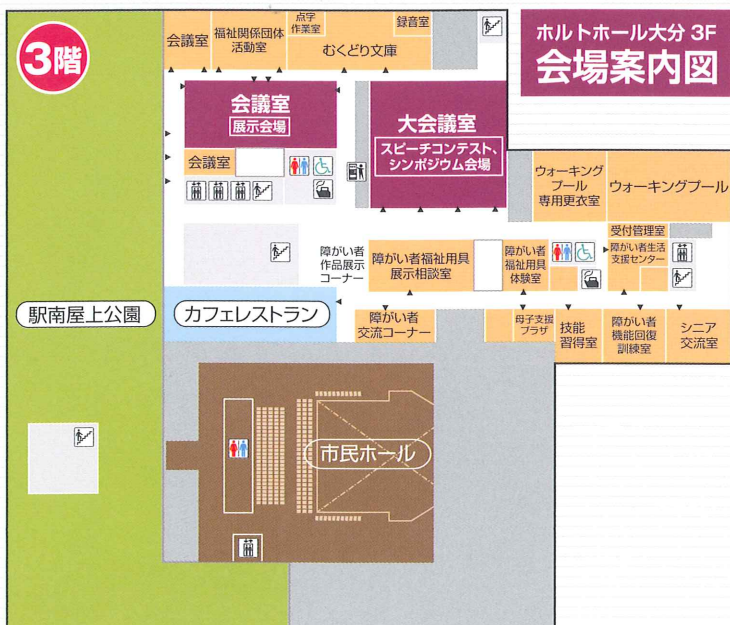 3階
ホルトホール大分 3F
会場案内図
会議室
福祉関係団体
活動室
点字
作業室
録音室
むくどり文庫
会議室
展示会場
大会議室
スピーチコンテスト、
シンポジウム会場
会議室
ウォーキング
プール
専用更衣室
ウォーキングプール
受付管理室
障がい者生活
支援センター
障がい者
作品展示
コーナー
障がい者福祉用具
展示相談室
障がい者
福祉用具
体験室
駅南屋上公園
カフェレストラン
障がい者
交流コーナー
母子支援
プラザ
技能
習得室
障がい者
機能回復
訓練室
シニア
交流室
市民ホール